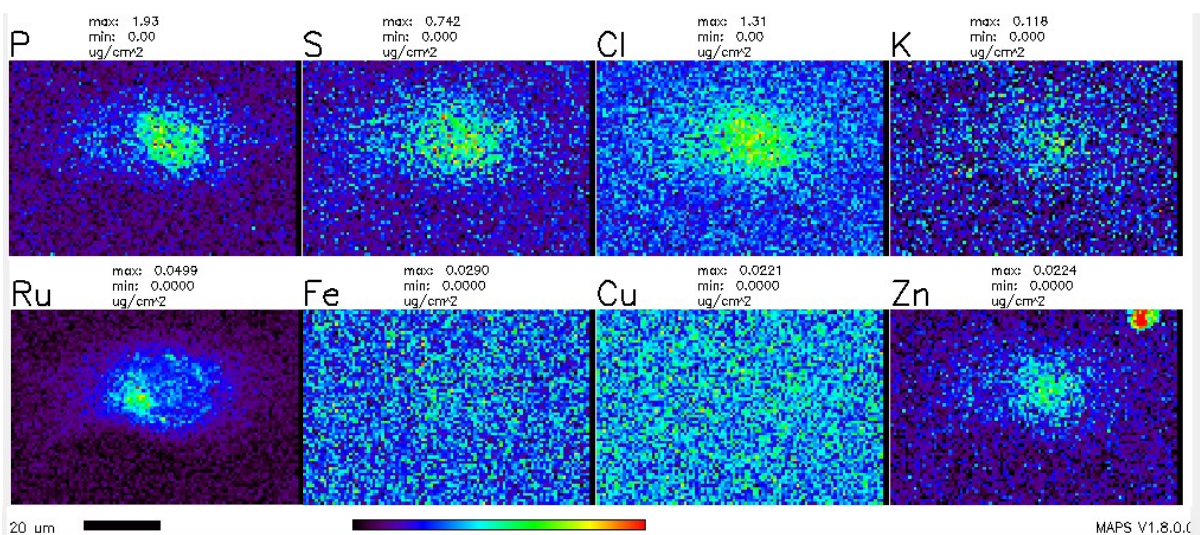 P max: 1.93 min: 0.00 ug/cm^2
S max: 0.742 min: 0.000 ug/cm^2
Cl max: 1.31 min: 0.00 ug/cm^2
K max: 0.118 min: 0.000 ug/cm^2
Ru max: 0.0499 min: 0.0000 ug/cm^2
Fe max: 0.0290 min: 0.0000 ug/cm^2
Cu max: 0.0221 min: 0.0000 ug/cm^2
Zn max: 0.0224 min: 0.0000 ug/cm^2
20 um
MAPS V1.8.0.